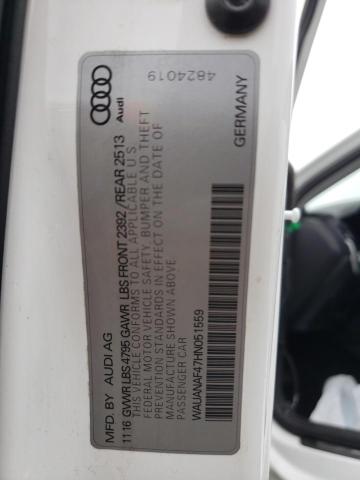 Audi
4824019
MFD. BY AUDI AG
11 16 GVWR LBS 4795 GAWR LBS FRONT 2392 /REAR 2513
CONFORMS TO ALL APPLICABLE U S
FEDERAL MOTOR VEHICLE SAFETY, BUMPER AND THEFT
PREVENTION STANDARDS IN EFFECT ON THE DATE OF
MANUFACTURE SHOWN ABOVE
PASSENGER CAR
WAUANAF47HN051559
GERMANY